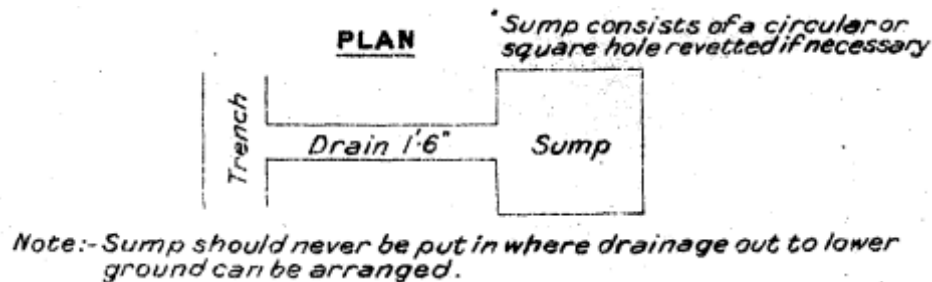 PLAN
* Sump consists of a circular or
square hole revetted if necessary
Trench
Drain 1'·6"
Sump
Note:- Sump should never be put in where drainage out to lower
ground can be arranged.